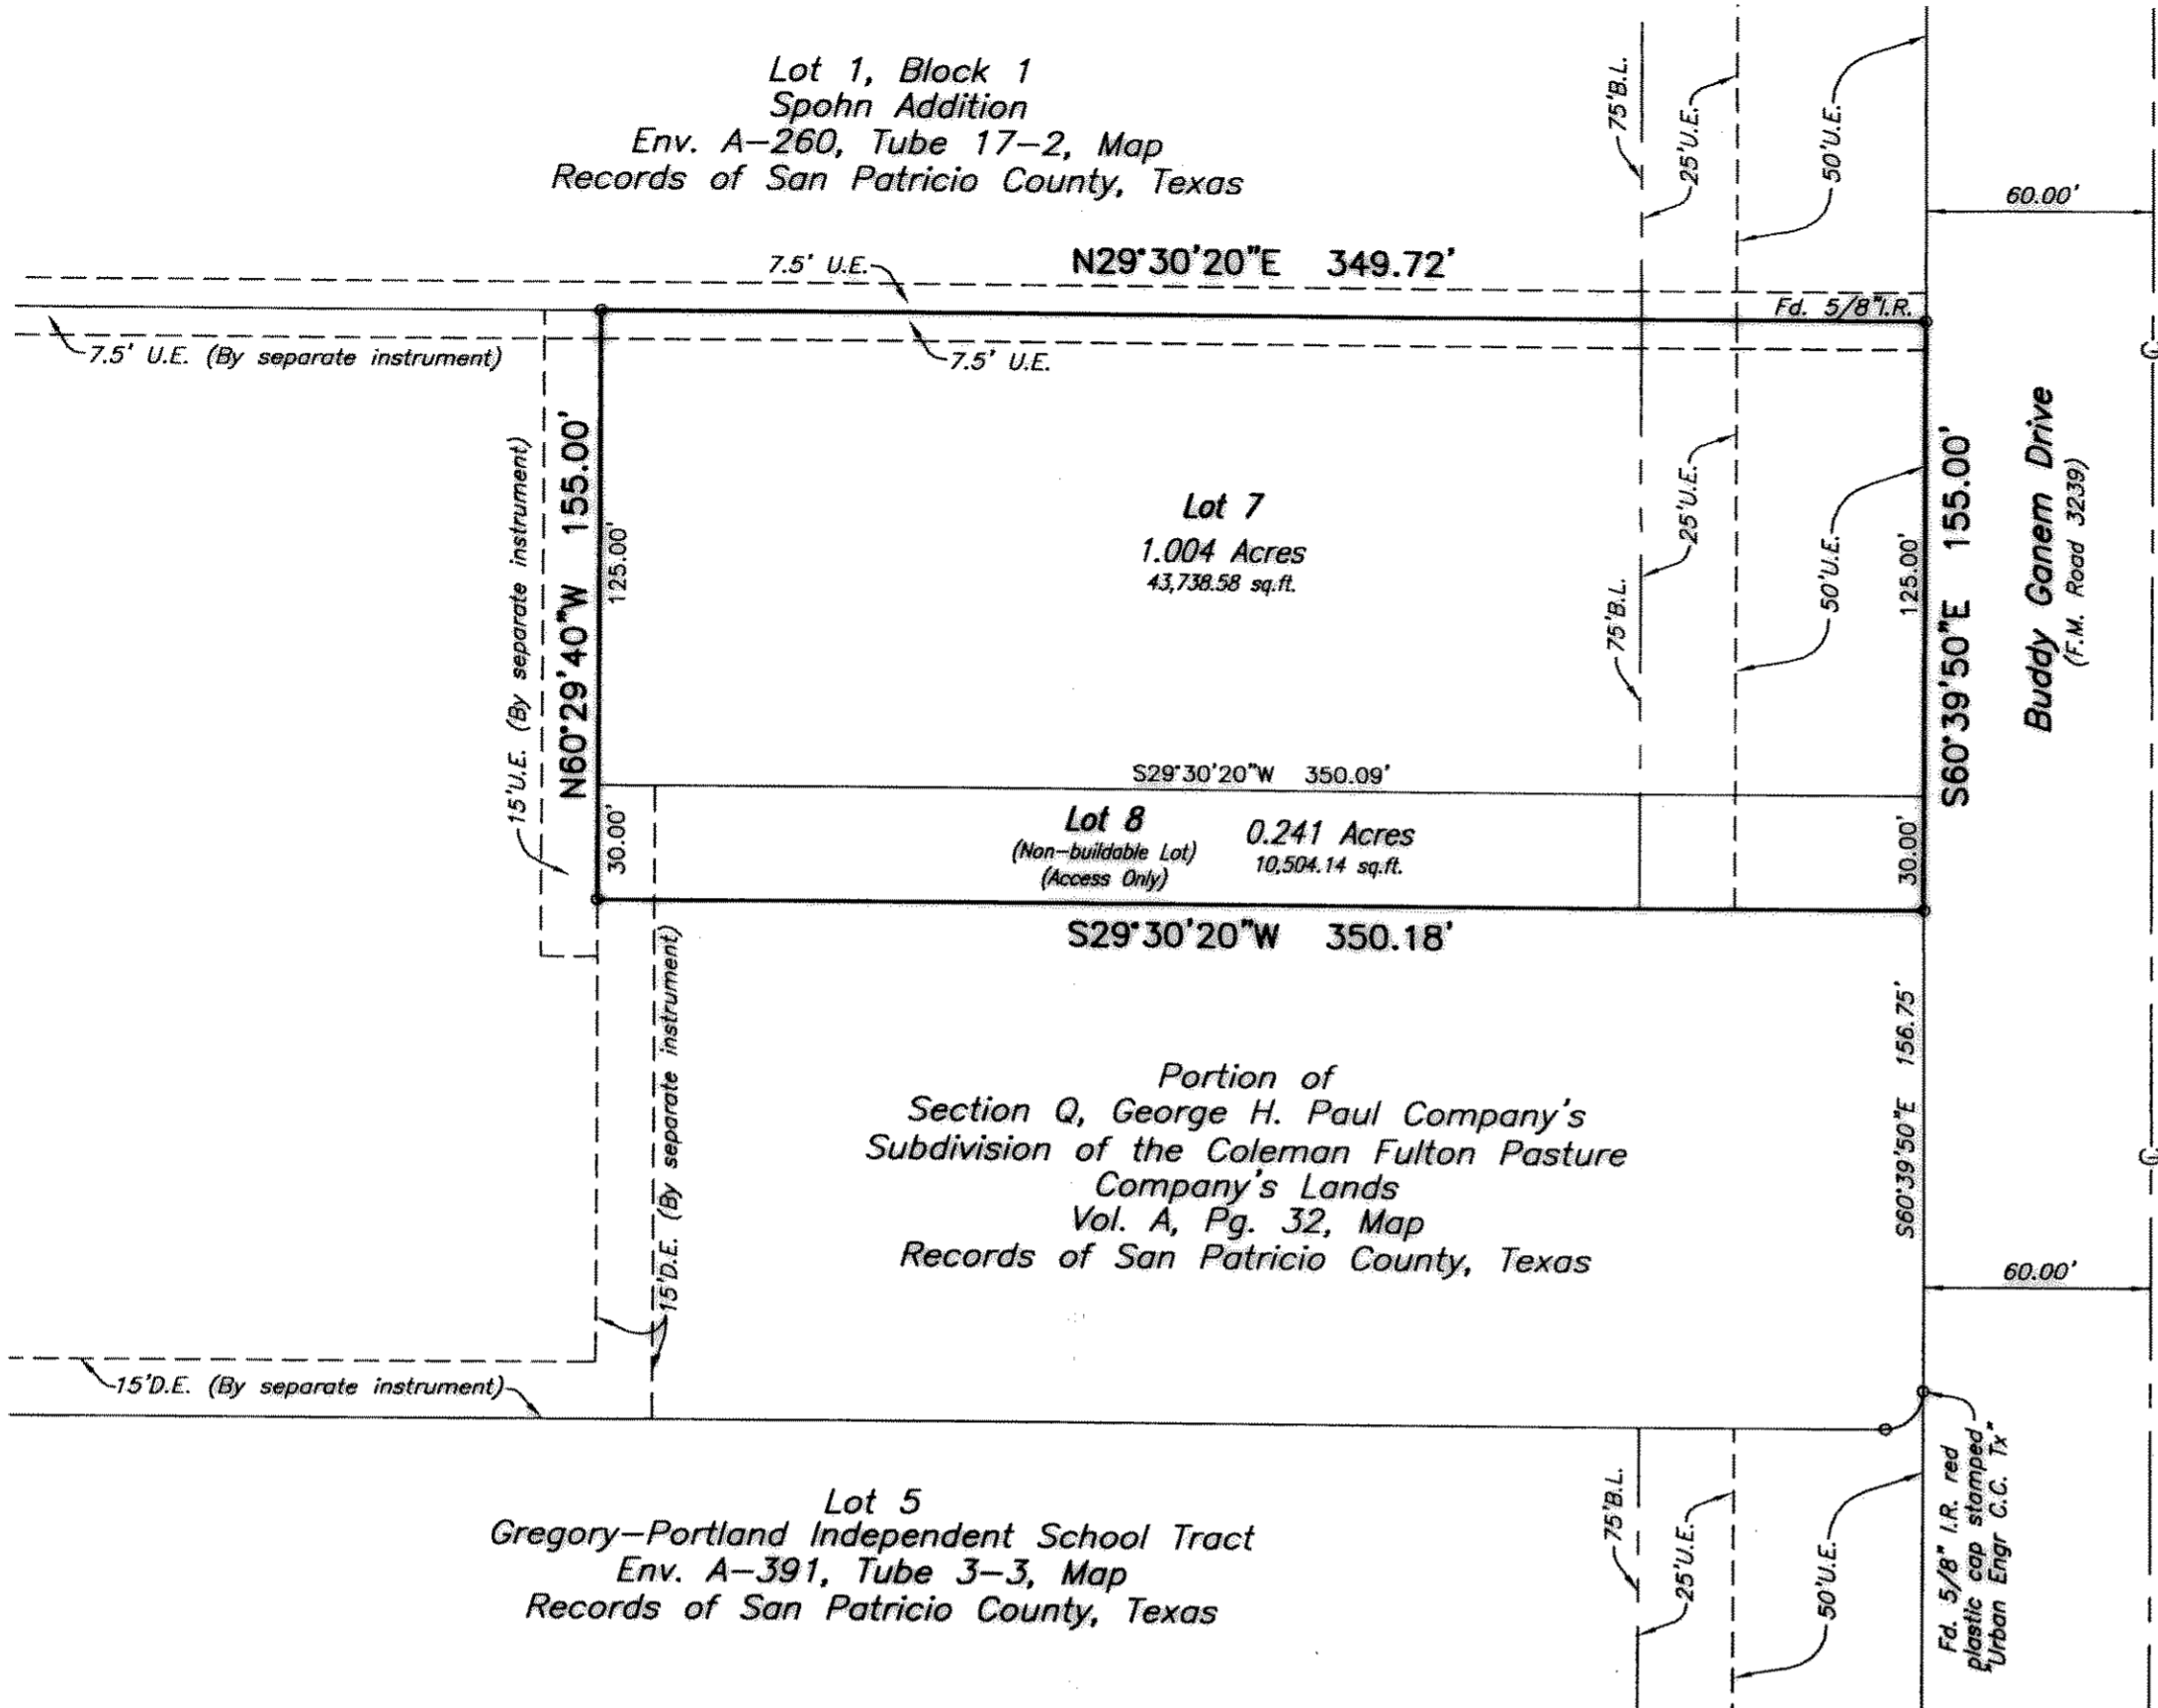 Lot 1, Block 1
Spohn Addition
Env. A-260, Tube 17-2, Map
Records of San Patricio County, Texas
75'B.L.
25'U.E.
50'U.E.
60.00'
7.5' U.E.
N29°30'20"E 349.72'
Fd. 5/8"I.R.
7.5' U.E. (By separate instrument)
7.5' U.E.
15'U.E. (By separate instrument)
N60°29'40"W 155.00'
125.00'
Lot 7
1.004 Acres
43,738.58 sq.ft.
75'B.L.
25'U.E.
50'U.E.
125.00'
S60°39'50"E 155.00'
Buddy Ganem Drive
(F.M. Road 3239)
S29°30'20"W 350.09'
30.00'
Lot 8
(Non-buildable Lot)
(Access Only)
0.241 Acres
10,504.14 sq.ft.
30.00'
S29°30'20"W 350.18'
15'D.E. (By separate instrument)
Portion of
Section Q, George H. Paul Company's
Subdivision of the Coleman Fulton Pasture
Company's Lands
Vol. A, Pg. 32, Map
Records of San Patricio County, Texas
S60°39'50"E 156.75'
60.00'
15'D.E. (By separate instrument)
Lot 5
Gregory-Portland Independent School Tract
Env. A-391, Tube 3-3, Map
Records of San Patricio County, Texas
75'B.L.
25'U.E.
50'U.E.
Fd. 5/8" I.R. red
plastic cap stamped
"Urban Engr C.C. Tx"